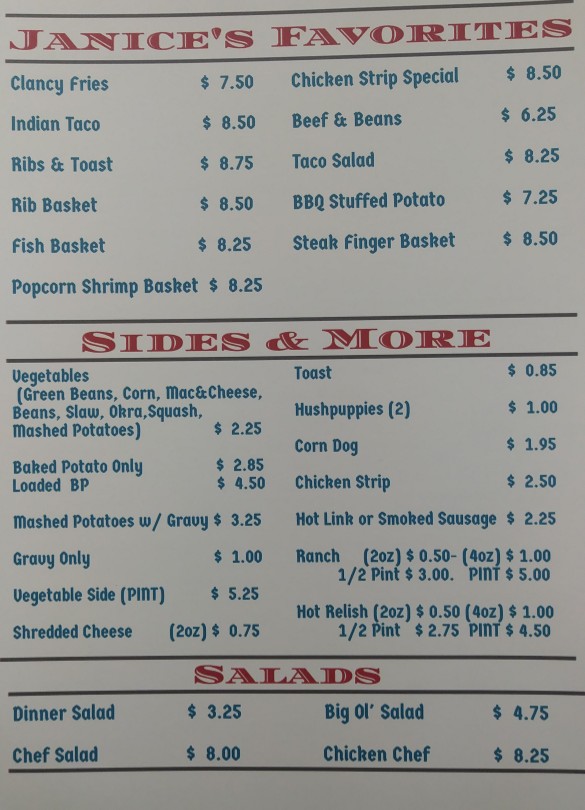 JANICE'S FAVORITES
Clancy Fries $ 7.50
Indian Taco $ 8.50
Ribs & Toast $ 8.75
Rib Basket $ 8.50
Fish Basket $ 8.25
Popcorn Shrimp Basket $ 8.25
Chicken Strip Special $ 8.50
Beef & Beans $ 6.25
Taco Salad $ 8.25
BBQ Stuffed Potato $ 7.25
Steak Finger Basket $ 8.50
SIDES & MORE
Vegetables
(Green Beans, Corn, Mac&Cheese,
Beans, Slaw, Okra,Squash,
Mashed Potatoes) $ 2.25
Baked Potato Only $ 2.85
Loaded BP $ 4.50
Mashed Potatoes w/ Gravy $ 3.25
Gravy Only $ 1.00
Vegetable Side (PINT) $ 5.25
Shredded Cheese (2oz) $ 0.75
Toast $ 0.85
Hushpuppies (2) $ 1.00
Corn Dog $ 1.95
Chicken Strip $ 2.50
Hot Link or Smoked Sausage $ 2.25
Ranch (2oz) $ 0.50- (4oz) $ 1.00
1/2 Pint $ 3.00. PINT $ 5.00
Hot Relish (2oz) $ 0.50 (4oz) $ 1.00
1/2 Pint $ 2.75 PINT $ 4.50
SALADS
Dinner Salad $ 3.25
Chef Salad $ 8.00
Big Ol' Salad $ 4.75
Chicken Chef $ 8.25